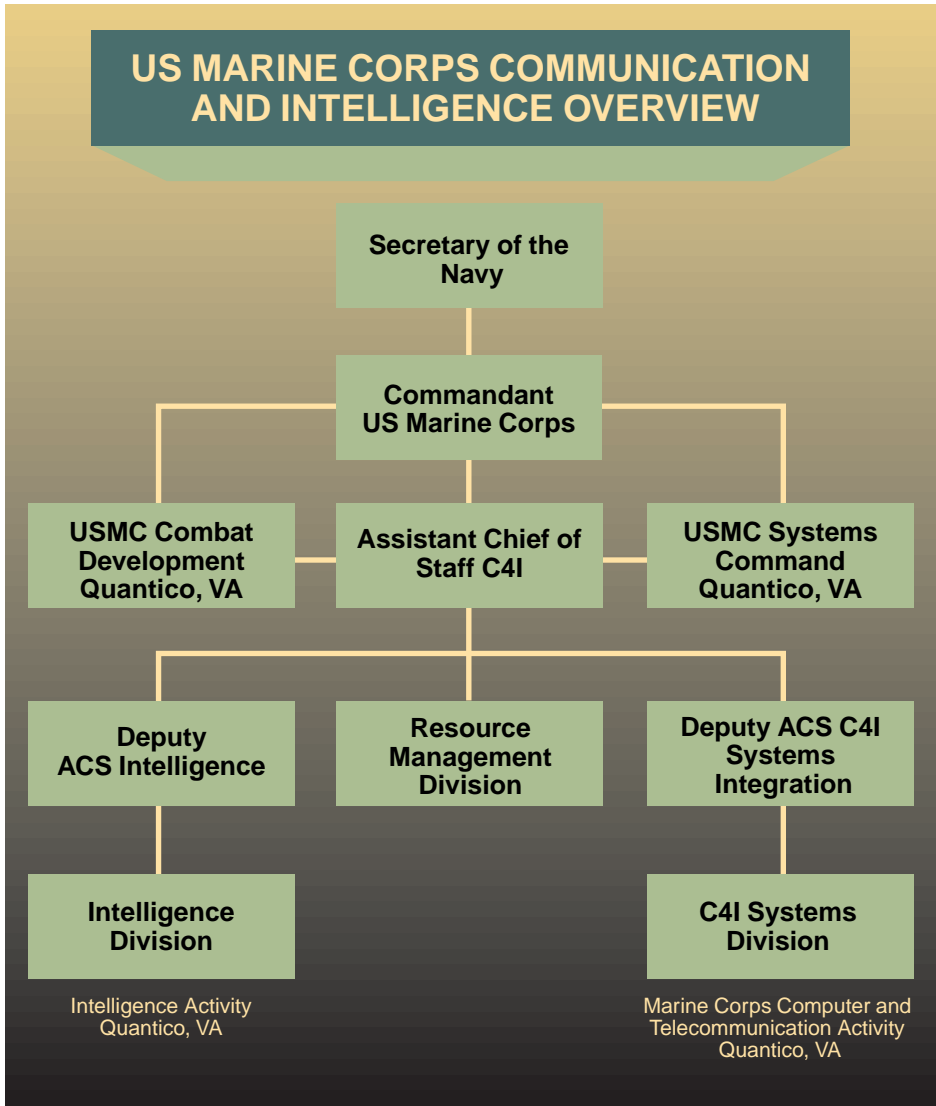 US MARINE CORPS COMMUNICATION
AND INTELLIGENCE OVERVIEW
Secretary of the
Navy
Commandant
US Marine Corps
USMC Combat
Development
Quantico, VA
Assistant Chief of
Staff C4I
USMC Systems
Command
Quantico, VA
Deputy
ACS Intelligence
Resource
Management
Division
Deputy ACS C4I
Systems
Integration
Intelligence
Division
C4I Systems
Division
Intelligence Activity
Quantico, VA
Marine Corps Computer and
Telecommunication Activity
Quantico, VA